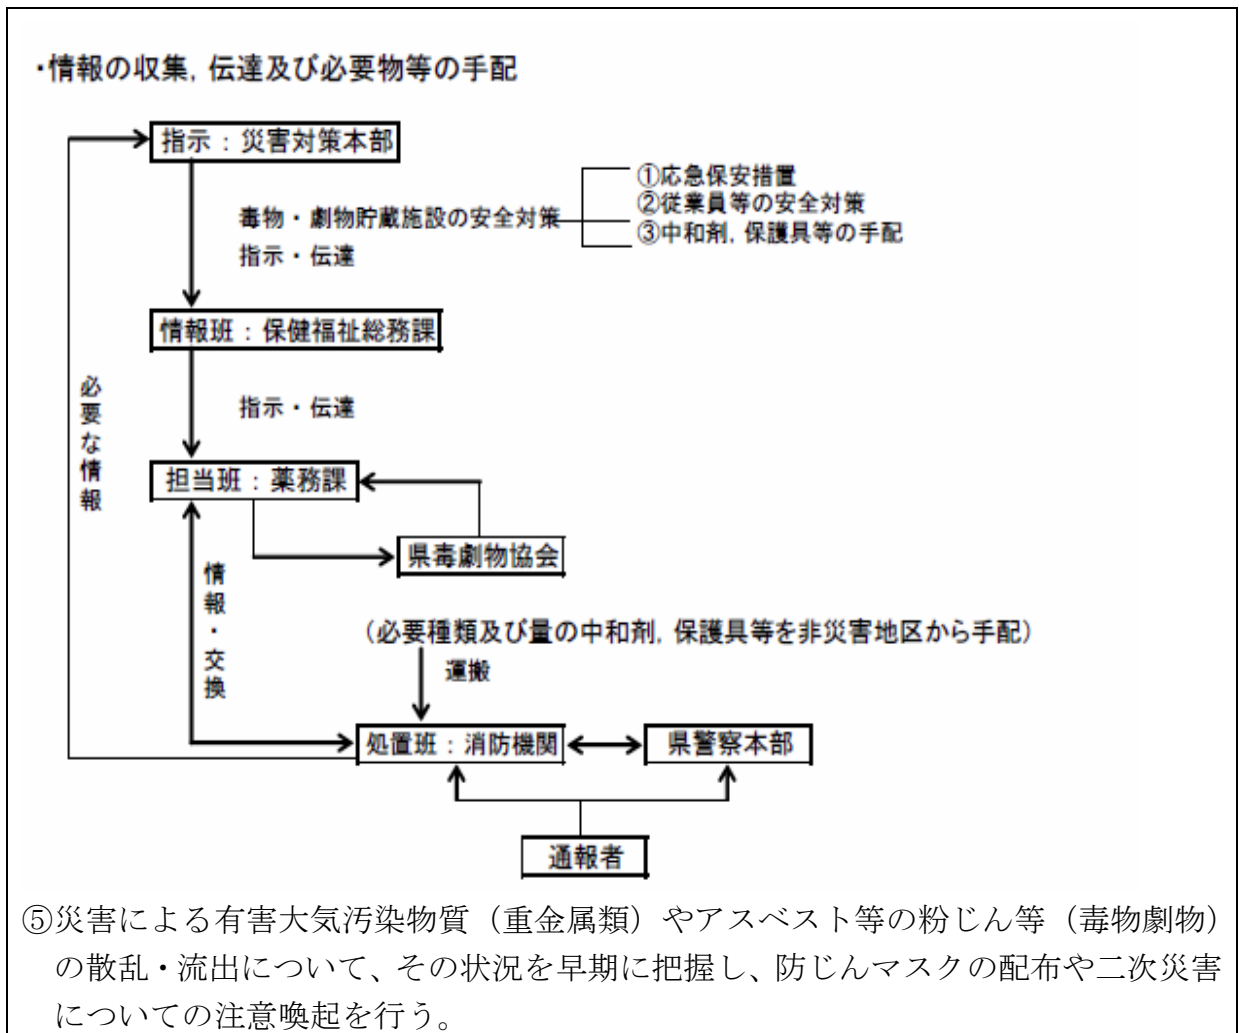 ・情報の収集，伝達及び必要物等の手配
指示：災害対策本部
①応急保安措置
②従業員等の安全対策
毒物・劇物貯蔵施設の安全対策
③中和剤，保護具等の手配
指示・伝達
情報班：保健福祉総務課
必要な情報
指示・伝達
担当班：薬務課
県毒劇物協会
情報・交換
（必要種類及び量の中和剤，保護具等を非災害地区から手配）
運搬
処置班：消防機関
県警察本部
通報者
⑤災害による有害大気汚染物質（重金属類）やアスベスト等の粉じん等（毒物劇物）
の散乱・流出について、その状況を早期に把握し、防じんマスクの配布や二次災害
についての注意喚起を行う。